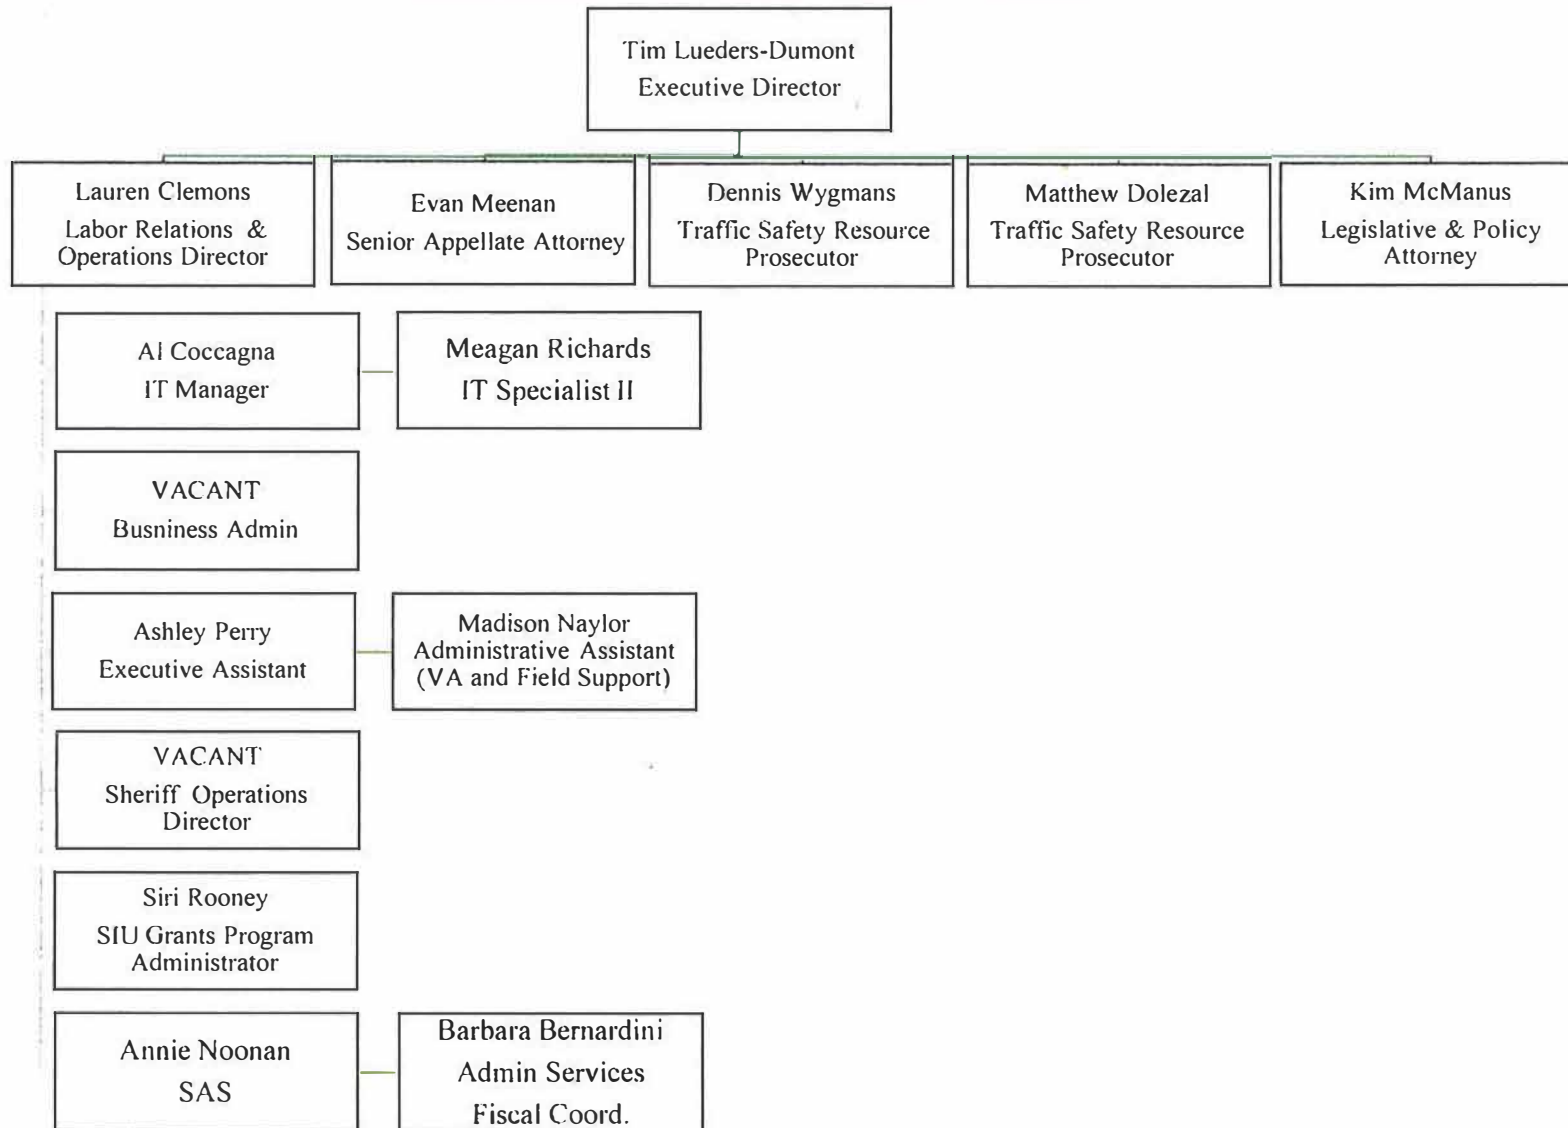 Tim Lueders-Dumont
Executive Director
Lauren Clemons
Labor Relations &
Operations Director
Evan Meenan
Senior Appellate Attorney
Dennis Wygmans
Traffic Safety Resource
Prosecutor
Matthew Dolezal
Traffic Safety Resource
Prosecutor
Kim McManus
Legislative & Policy
Attorney
Al Coccagna
IT Manager
Meagan Richards
IT Specialist II
VACANT
Busniness Admin
Ashley Perry
Executive Assistant
Madison Naylor
Administrative Assistant
(VA and Field Support)
VACANT
Sheriff Operations
Director
Siri Rooney
SIU Grants Program
Administrator
Annie Noonan
SAS
Barbara Bernardini
Admin Services
Fiscal Coord.